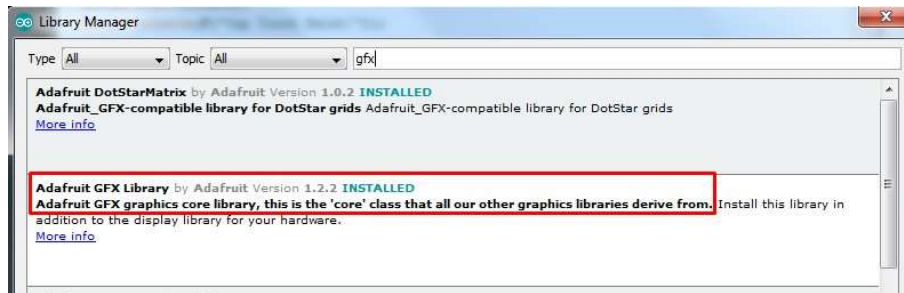 Library Manager
Type All Topic All gfx
Adafruit DotStarMatrix by Adafruit Version 1.0.2 INSTALLED
Adafruit_GFX-compatible library for DotStar grids Adafruit_GFX-compatible library for DotStar grids
More info
Adafruit GFX Library by Adafruit Version 1.2.2 INSTALLED
Adafruit GFX graphics core library, this is the 'core' class that all our other graphics libraries derive from. Install this library in
addition to the display library for your hardware.
More info